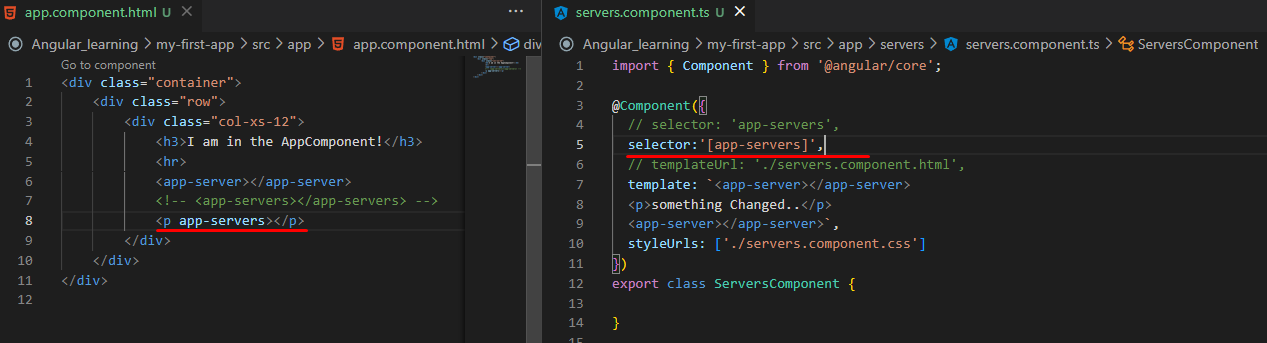 app.component.html U
Angular_learning > my-first-app > src > app > app.component.html > div
Go to component
1 <div class="container">
2 <div class="row">
3 <div class="col-xs-12">
4 <h3>I am in the AppComponent!</h3>
5 <hr>
6 <app-server></app-server>
7 <!-- <app-servers></app-servers> -->
8 <p app-servers></p>
9 </div>
10 </div>
11 </div>
12
servers.component.ts U
Angular_learning > my-first-app > src > app > servers > servers.component.ts > ServersComponent
1 import { Component } from '@angular/core';
2
3 @Component({
4 // selector: 'app-servers',
5 selector:'[app-servers]',
6 // templateUrl: './servers.component.html',
7 template: `<app-server></app-server>
8 <p>something Changed..</p>
9 <app-server></app-server>`,
10 styleUrls: ['./servers.component.css']
11 })
12 export class ServersComponent {
13
14 }
15